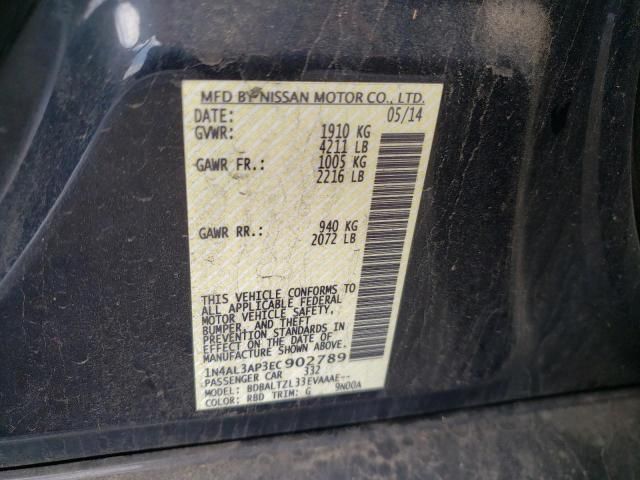 MFD BY NISSAN MOTOR CO., LTD.
DATE: 05/14
GVWR: 1910 KG
4211 LB
GAWR FR.: 1005 KG
2216 LB
GAWR RR.: 940 KG
2072 LB
THIS VEHICLE CONFORMS TO
ALL APPLICABLE FEDERAL
MOTOR VEHICLE SAFETY,
BUMPER, AND THEFT
PREVENTION STANDARDS IN
EFFECT ON THE DATE OF
MANUFACTURE SHOWN ABOVE.
1N4AL3AP3EC902789
PASSENGER CAR 332
MODEL: BDBALTZL33EVAAAE--
COLOR: RBD TRIM: G 9N00A